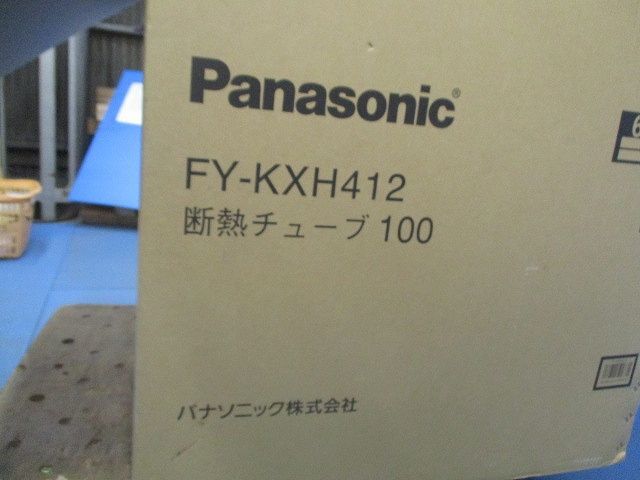 Panasonic®
FY-KXH412
断熱チューブ 100
パナソニック株式会社
6